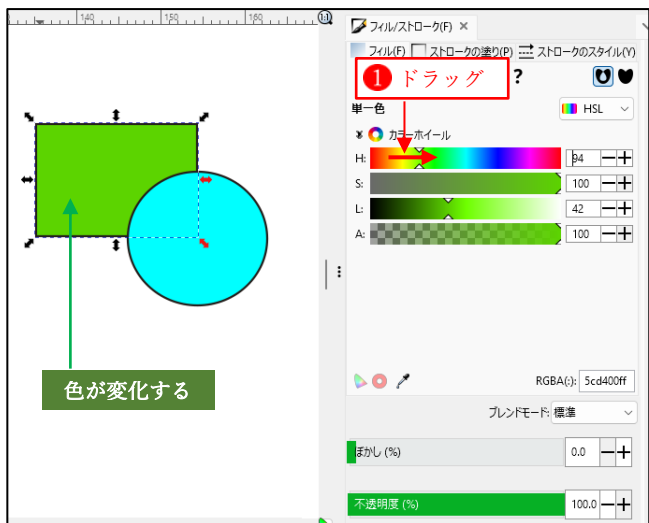 140 150 160 1:1
フィル/ストローク(F) ×
フィル(F) ストロークの塗り(P) ストロークのスタイル(Y)
1 ドラッグ ?
単一色 HSL
カラーホイール
H: 94
S: 100
L: 42
A: 100
色が変化する
RGBA(:): 5cd400ff
ブレンドモード: 標準
ぼかし (%) 0.0
不透明度 (%) 100.0